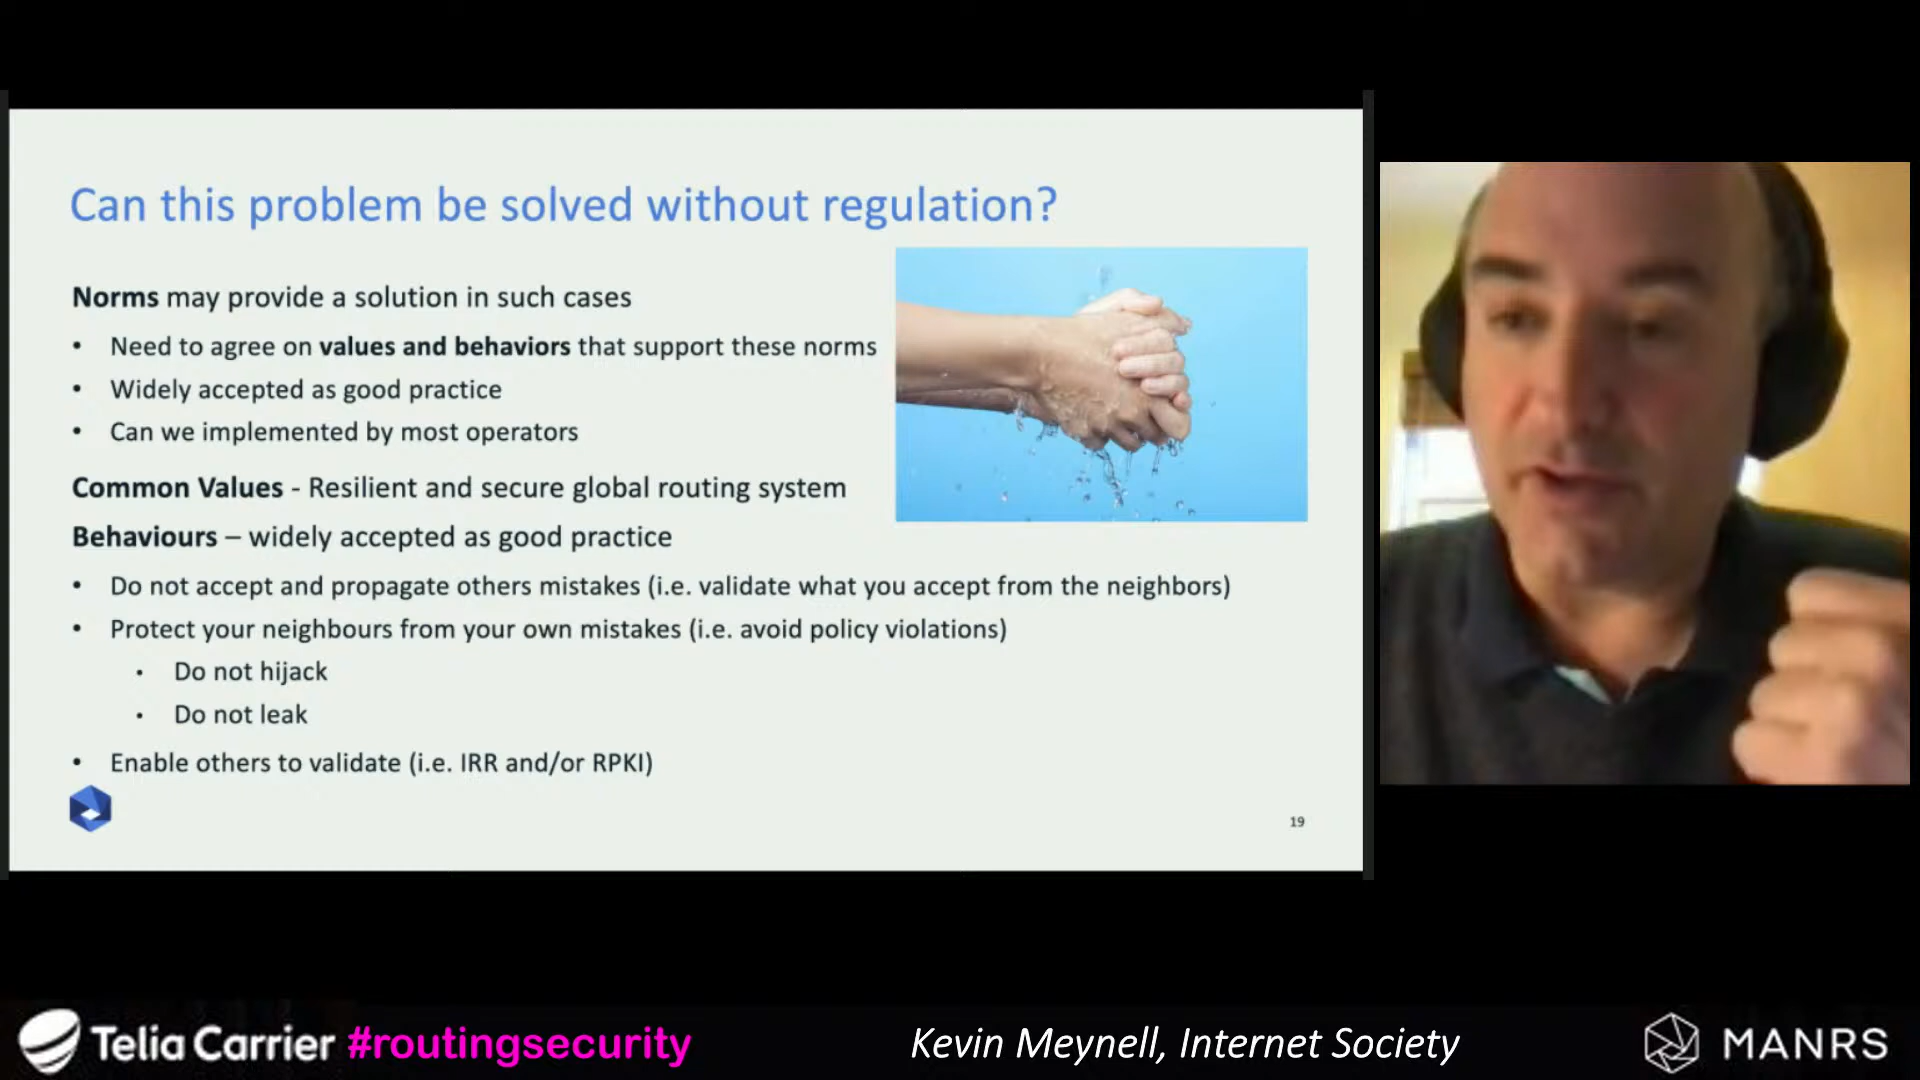 Can this problem be solved without regulation?
Norms may provide a solution in such cases
• Need to agree on values and behaviors that support these norms
• Widely accepted as good practice
• Can we implemented by most operators
Common Values - Resilient and secure global routing system
Behaviours – widely accepted as good practice
• Do not accept and propagate others mistakes (i.e. validate what you accept from the neighbors)
• Protect your neighbours from your own mistakes (i.e. avoid policy violations)
• Do not hijack
• Do not leak
• Enable others to validate (i.e. IRR and/or RPKI)
19
Telia Carrier #routingsecurity
Kevin Meynell, Internet Society
MANRS